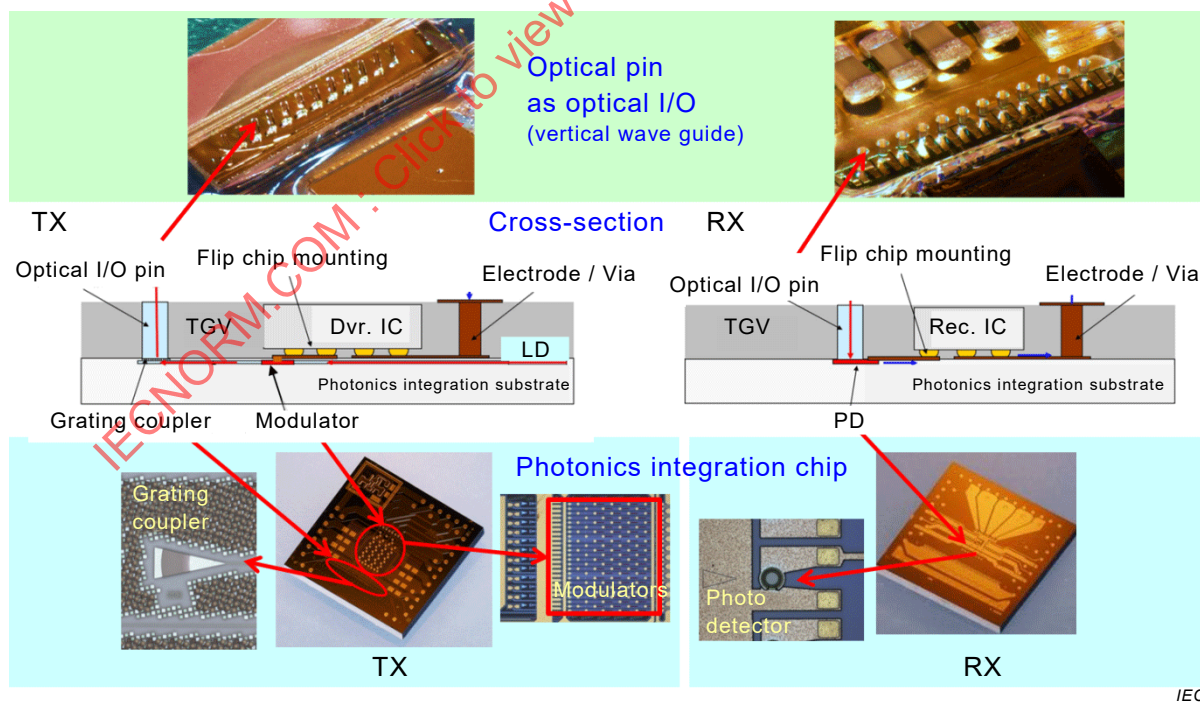 Optical pin
as optical I/O
(vertical wave guide)
TX
Cross-section
RX
Optical I/O pin
Flip chip mounting
Electrode / Via
TGV
Dvr. IC
LD
Photonics integration substrate
Grating coupler
Modulator
Optical I/O pin
Flip chip mounting
Electrode / Via
TGV
Rec. IC
Photonics integration substrate
PD
Photonics integration chip
Grating
coupler
Modulators
Photo
detector
TX
RX
IEC
IECNORM.COM : Click to view